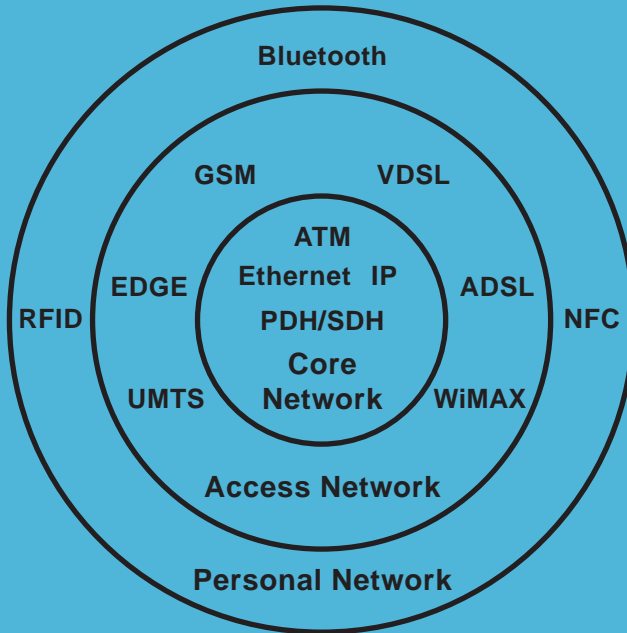 Bluetooth
GSM VDSL
ATM
Ethernet IP
EDGE ADSL
RFID PDH/SDH NFC
Core
UMTS Network WiMAX
Access Network
Personal Network